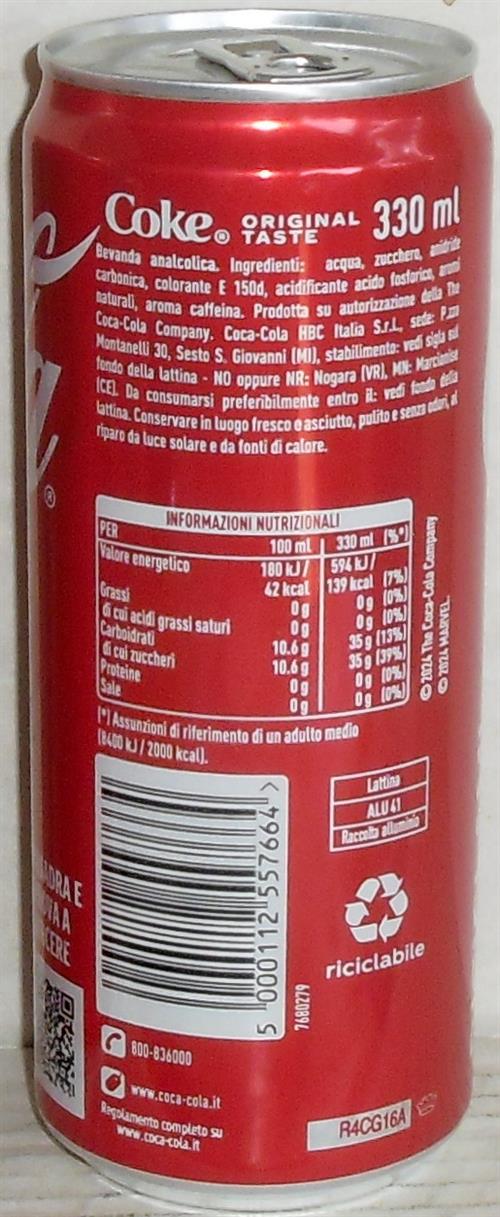 Coke® ORIGINAL TASTE 330 ml
Bevanda analcolica. Ingredienti: acqua, zucchero, anidride
carbonica, colorante E 150d, acidificante acido fosforico, aromi
naturali, aroma caffeina. Prodotta su autorizzazione della The
Coca-Cola Company. Coca-Cola HBC Italia S.r.l., sede: P.zza
Montanelli 30, Sesto S. Giovanni (MI), stabilimento: vedi sigla sul
fondo della lattina - NO oppure NR: Nogara (VR), MN: Marcianise
(CE). Da consumarsi preferibilmente entro il: vedi fondo della
lattina. Conservare in luogo fresco e asciutto, pulito e senza odori, al
riparo da luce solare e da fonti di calore.
INFORMAZIONI NUTRIZIONALI
PER 100 ml 330 ml (%*)
Valore energetico 180 kJ / 594 kJ /
42 kcal 139 kcal (7%)
Grassi 0 g 0 g (0%)
di cui acidi grassi saturi 0 g 0 g (0%)
Carboidrati 10.6 g 35 g (13%)
di cui zuccheri 10.6 g 35 g (39%)
Proteine 0 g 0 g (0%)
Sale 0 g 0 g (0%)
(*) Assunzioni di riferimento di un adulto medio
(8400 kJ / 2000 kcal).
© 2024 The Coca-Cola Company
© 2024 MARVEL.
Lattina
ALU 41
Raccolta alluminio
riciclabile
5 000112 557664 >
7680279
800-836000
www.coca-cola.it
Regolamento completo su
www.coca-cola.it
R4CG16A